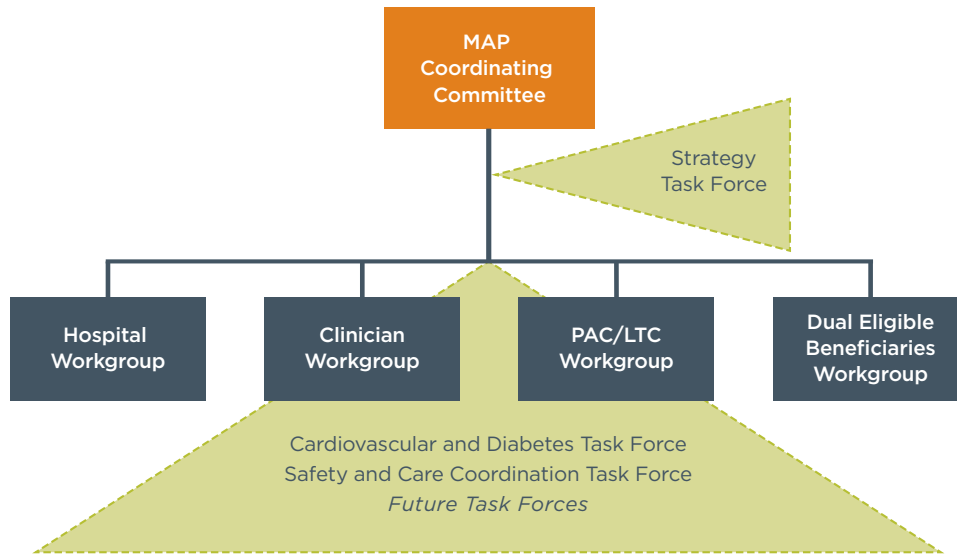 MAP
Coordinating
Committee
Strategy
Task Force
Hospital
Workgroup
Clinician
Workgroup
PAC/LTC
Workgroup
Dual Eligible
Beneficiaries
Workgroup
Cardiovascular and Diabetes Task Force
Safety and Care Coordination Task Force
Future Task Forces